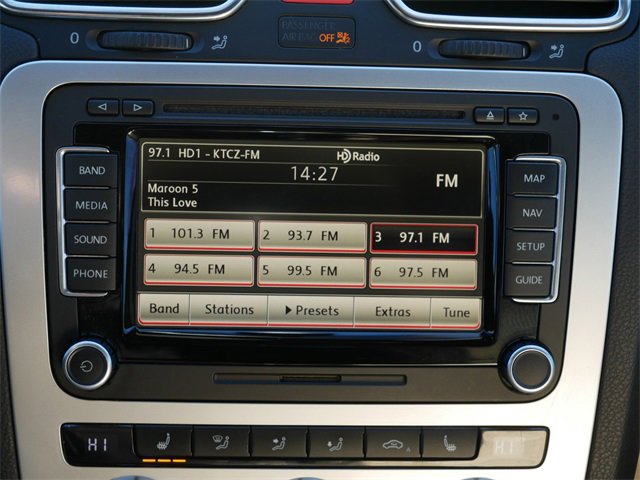 PASSENGER
AIR BAG OFF
0
0
BAND
MEDIA
SOUND
PHONE
97.1 HD1 - KTCZ-FM
HD Radio
14:27
FM
Maroon 5
This Love
1 101.3 FM
2 93.7 FM
3 97.1 FM
4 94.5 FM
5 99.5 FM
6 97.5 FM
Band
Stations
Presets
Extras
Tune
MAP
NAV
SETUP
GUIDE
HI
A
HI